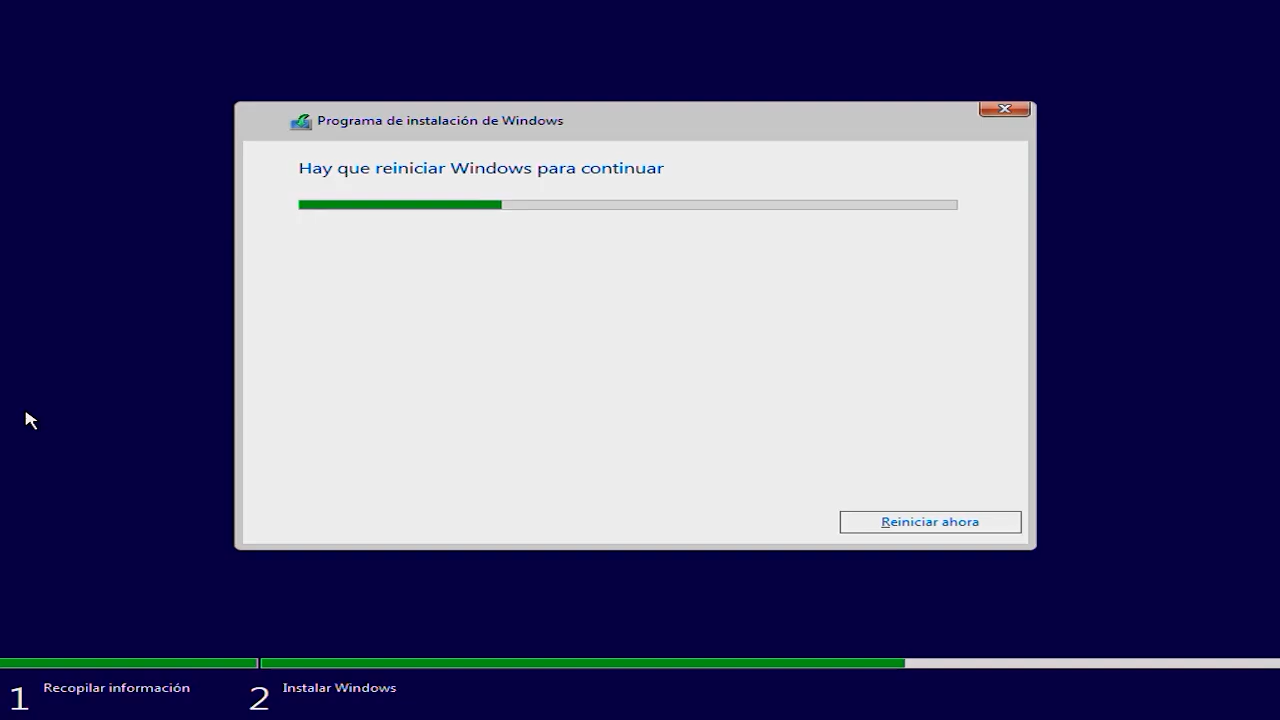 Programa de instalación de Windows
Hay que reiniciar Windows para continuar
Reiniciar ahora
1 Recopilar información
2 Instalar Windows